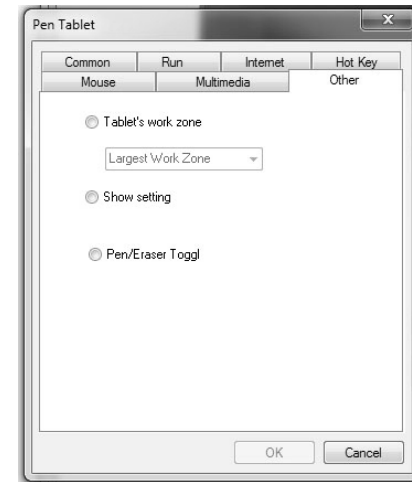 Pen Tablet
x
Common Run Internet Hot Key
Mouse Multimedia Other
Tablet's work zone
Largest Work Zone
Show setting
Pen/Eraser Toggl
OK Cancel